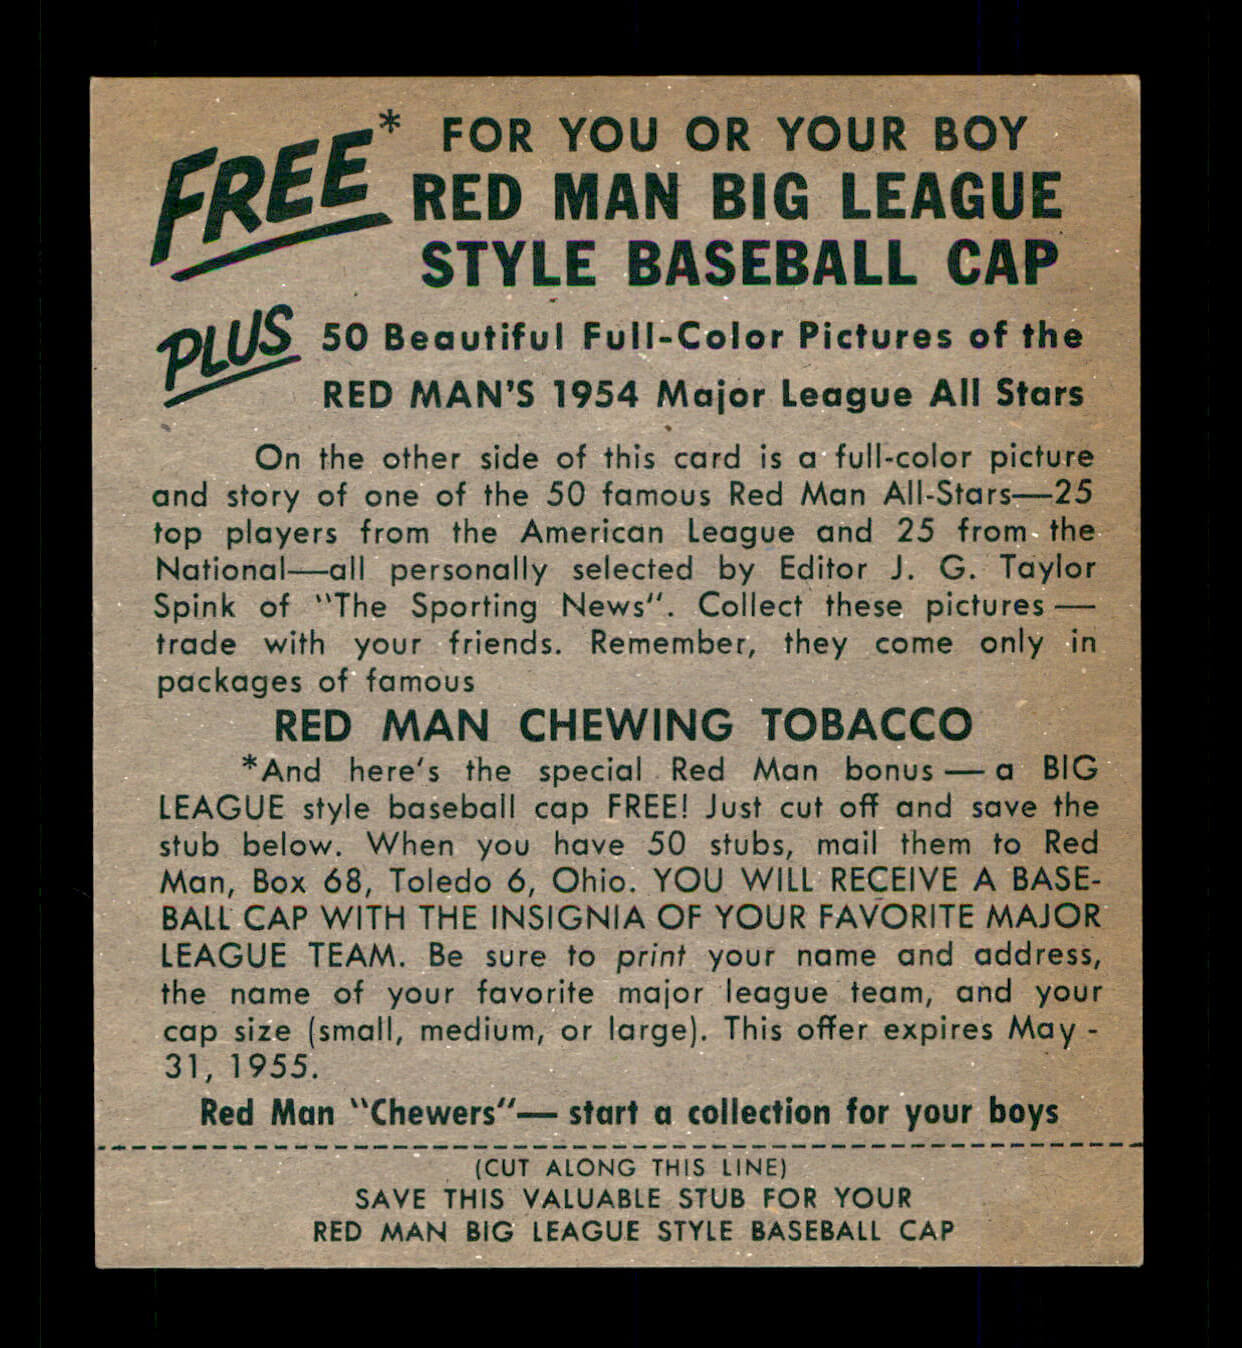 FREE* FOR YOU OR YOUR BOY
RED MAN BIG LEAGUE
STYLE BASEBALL CAP
PLUS 50 Beautiful Full-Color Pictures of the
RED MAN'S 1954 Major League All Stars
On the other side of this card is a full-color picture
and story of one of the 50 famous Red Man All-Stars—25
top players from the American League and 25 from the
National—all personally selected by Editor J. G. Taylor
Spink of "The Sporting News". Collect these pictures —
trade with your friends. Remember, they come only in
packages of famous
RED MAN CHEWING TOBACCO
*And here's the special Red Man bonus — a BIG
LEAGUE style baseball cap FREE! Just cut off and save the
stub below. When you have 50 stubs, mail them to Red
Man, Box 68, Toledo 6, Ohio. YOU WILL RECEIVE A BASE-
BALL CAP WITH THE INSIGNIA OF YOUR FAVORITE MAJOR
LEAGUE TEAM. Be sure to print your name and address,
the name of your favorite major league team, and your
cap size (small, medium, or large). This offer expires May -
31, 1955.
Red Man "Chewers"— start a collection for your boys
(CUT ALONG THIS LINE)
SAVE THIS VALUABLE STUB FOR YOUR
RED MAN BIG LEAGUE STYLE BASEBALL CAP